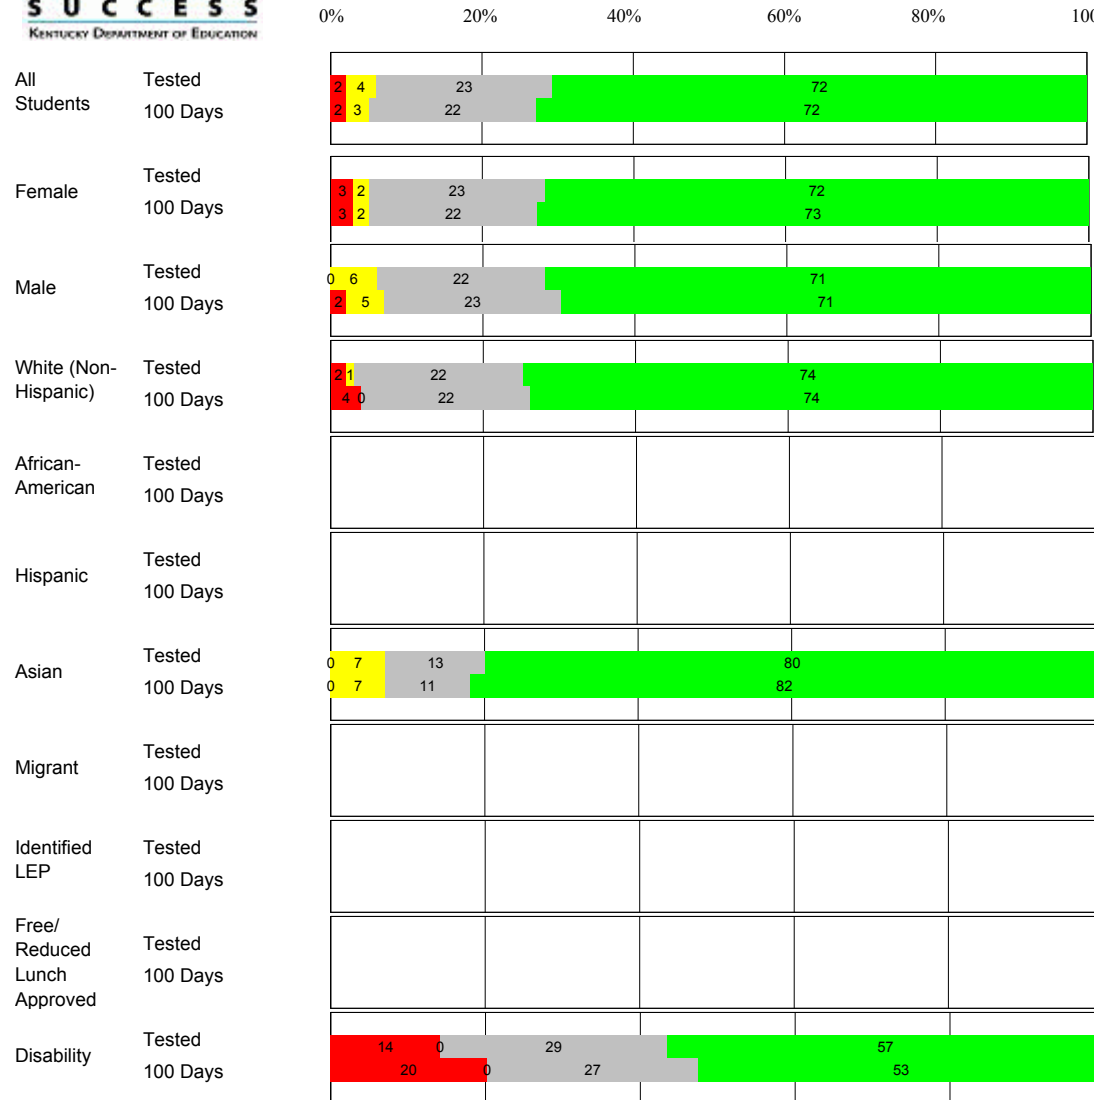 SUCCESS
KENTUCKY DEPARTMENT OF EDUCATION
0% 20% 40% 60% 80% 100
All Students Tested 2 4 23 72
100 Days 2 3 22 72
Female Tested 3 2 23 72
100 Days 3 2 22 73
Male Tested 0 6 22 71
100 Days 2 5 23 71
White (Non-
Hispanic) Tested 2 1 22 74
100 Days 4 0 22 74
African-
American Tested
100 Days
Hispanic Tested
100 Days
Asian Tested 0 7 13 80
100 Days 0 7 11 82
Migrant Tested
100 Days
Identified
LEP Tested
100 Days
Free/
Reduced
Lunch
Approved Tested
100 Days
Disability Tested 14 0 29 57
100 Days 20 0 27 53